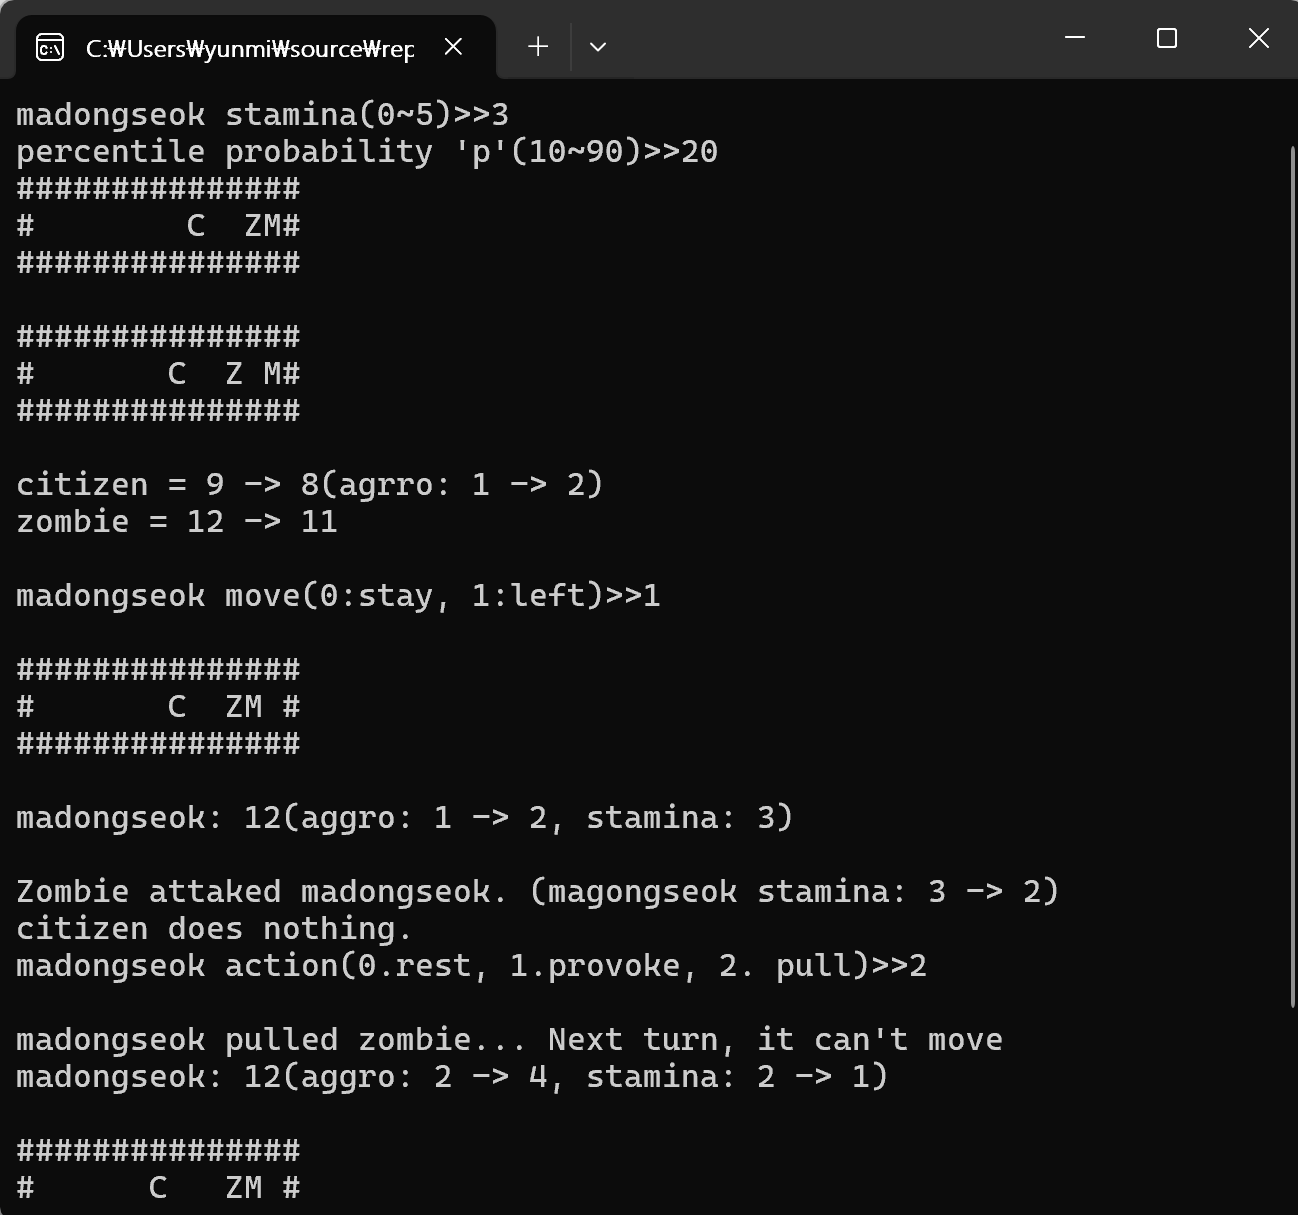 C:₩Users₩yunmi₩source₩rep
madongseok stamina(0~5)>>3
percentile probability 'p'(10~90)>>20
###############
#        C  ZM#
###############
###############
#       C  Z M#
###############
citizen = 9 -> 8(agrro: 1 -> 2)
zombie = 12 -> 11
madongseok move(0:stay, 1:left)>>1
###############
#       C  ZM #
###############
madongseok: 12(aggro: 1 -> 2, stamina: 3)
Zombie attaked madongseok. (magongseok stamina: 3 -> 2)
citizen does nothing.
madongseok action(0.rest, 1.provoke, 2. pull)>>2
madongseok pulled zombie... Next turn, it can't move
madongseok: 12(aggro: 2 -> 4, stamina: 2 -> 1)
###############
#      C   ZM #